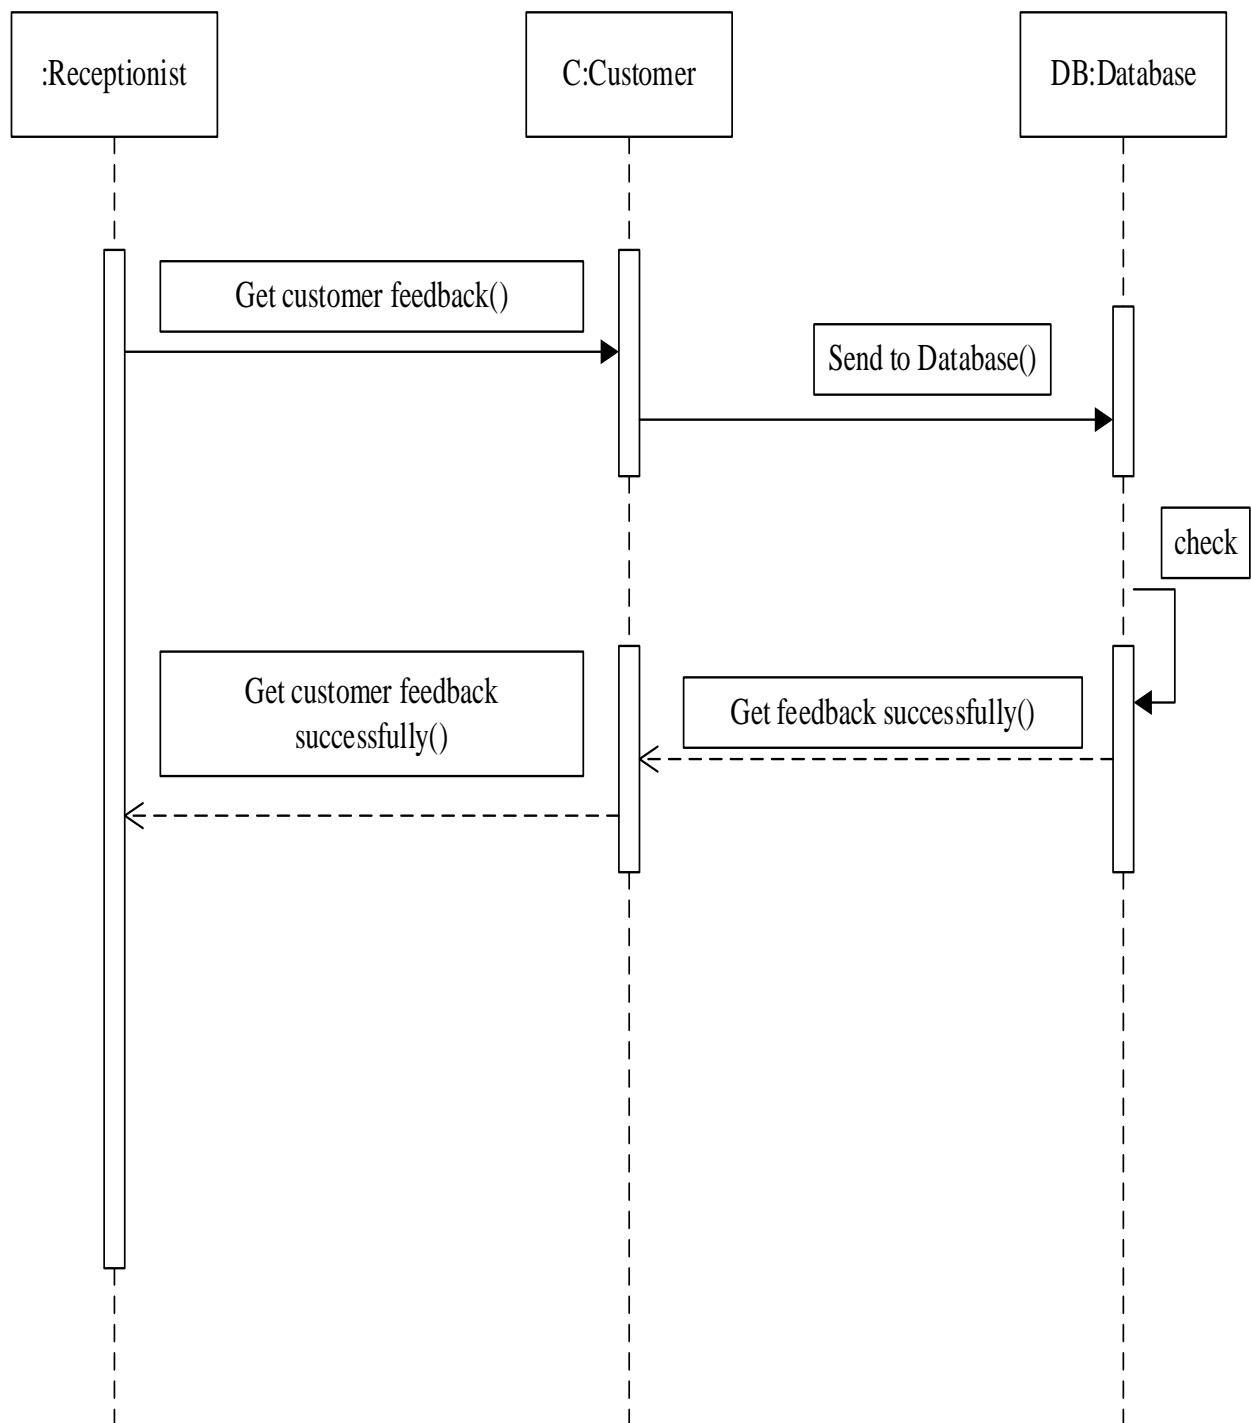 :Receptionist
C:Customer
DB:Database
Get customer feedback()
Send to Database()
check
Get customer feedback
successfully()
Get feedback successfully()